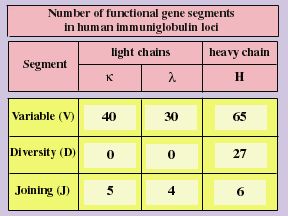 Number of functional gene segments
in human immuniglobulin loci
Segment light chains heavy chain
κ λ H
Variable (V) 40 30 65
Diversity (D) 0 0 27
Joining (J) 5 4 6